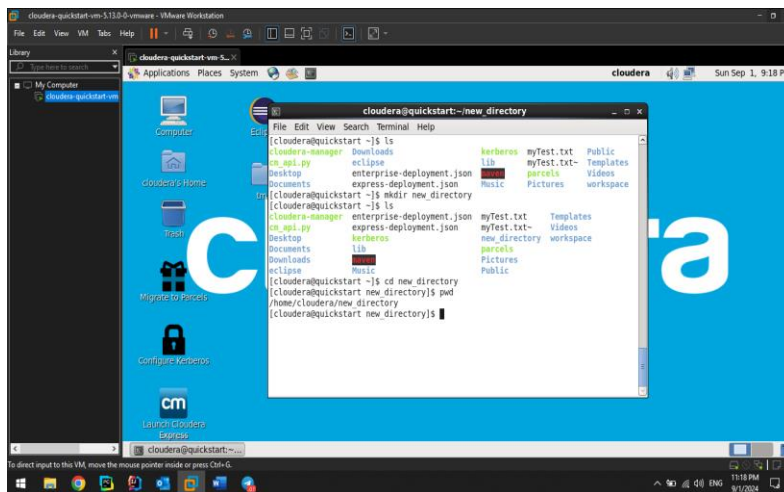 cloudera-quickstart-vm-5.13.0-0-vmware - VMware Workstation
File Edit View VM Tabs Help
Library
Type here to search
My Computer
cloudera-quickstart-vm
cloudera-quickstart-vm-5...
Applications Places System
cloudera
Sun Sep 1, 9:18 P
Computer
Eclip
cloudera's Home
Trash
Migrate to Parcels
Configure Kerberos
cm
Launch Cloudera
Express
c
ra
cloudera@quickstart:~/new_directory
File Edit View Search Terminal Help
[cloudera@quickstart ~]$ ls
cloudera-manager Downloads kerberos myTest.txt Public
cm_api.py eclipse lib myTest.txt~ Templates
Desktop enterprise-deployment.json maven parcels Videos
Documents express-deployment.json Music Pictures workspace
[cloudera@quickstart ~]$ mkdir new_directory
[cloudera@quickstart ~]$ ls
cloudera-manager enterprise-deployment.json myTest.txt Templates
cm_api.py express-deployment.json myTest.txt~ Videos
Desktop kerberos new_directory workspace
Documents lib parcels
Downloads maven Pictures
eclipse Music Public
[cloudera@quickstart ~]$ cd new_directory
[cloudera@quickstart new_directory]$ pwd
/home/cloudera/new_directory
[cloudera@quickstart new_directory]$
cloudera@quickstart:~...
To direct input to this VM, move the mouse pointer inside or press Ctrl+G.
ENG
11:18 PM
9/1/2024